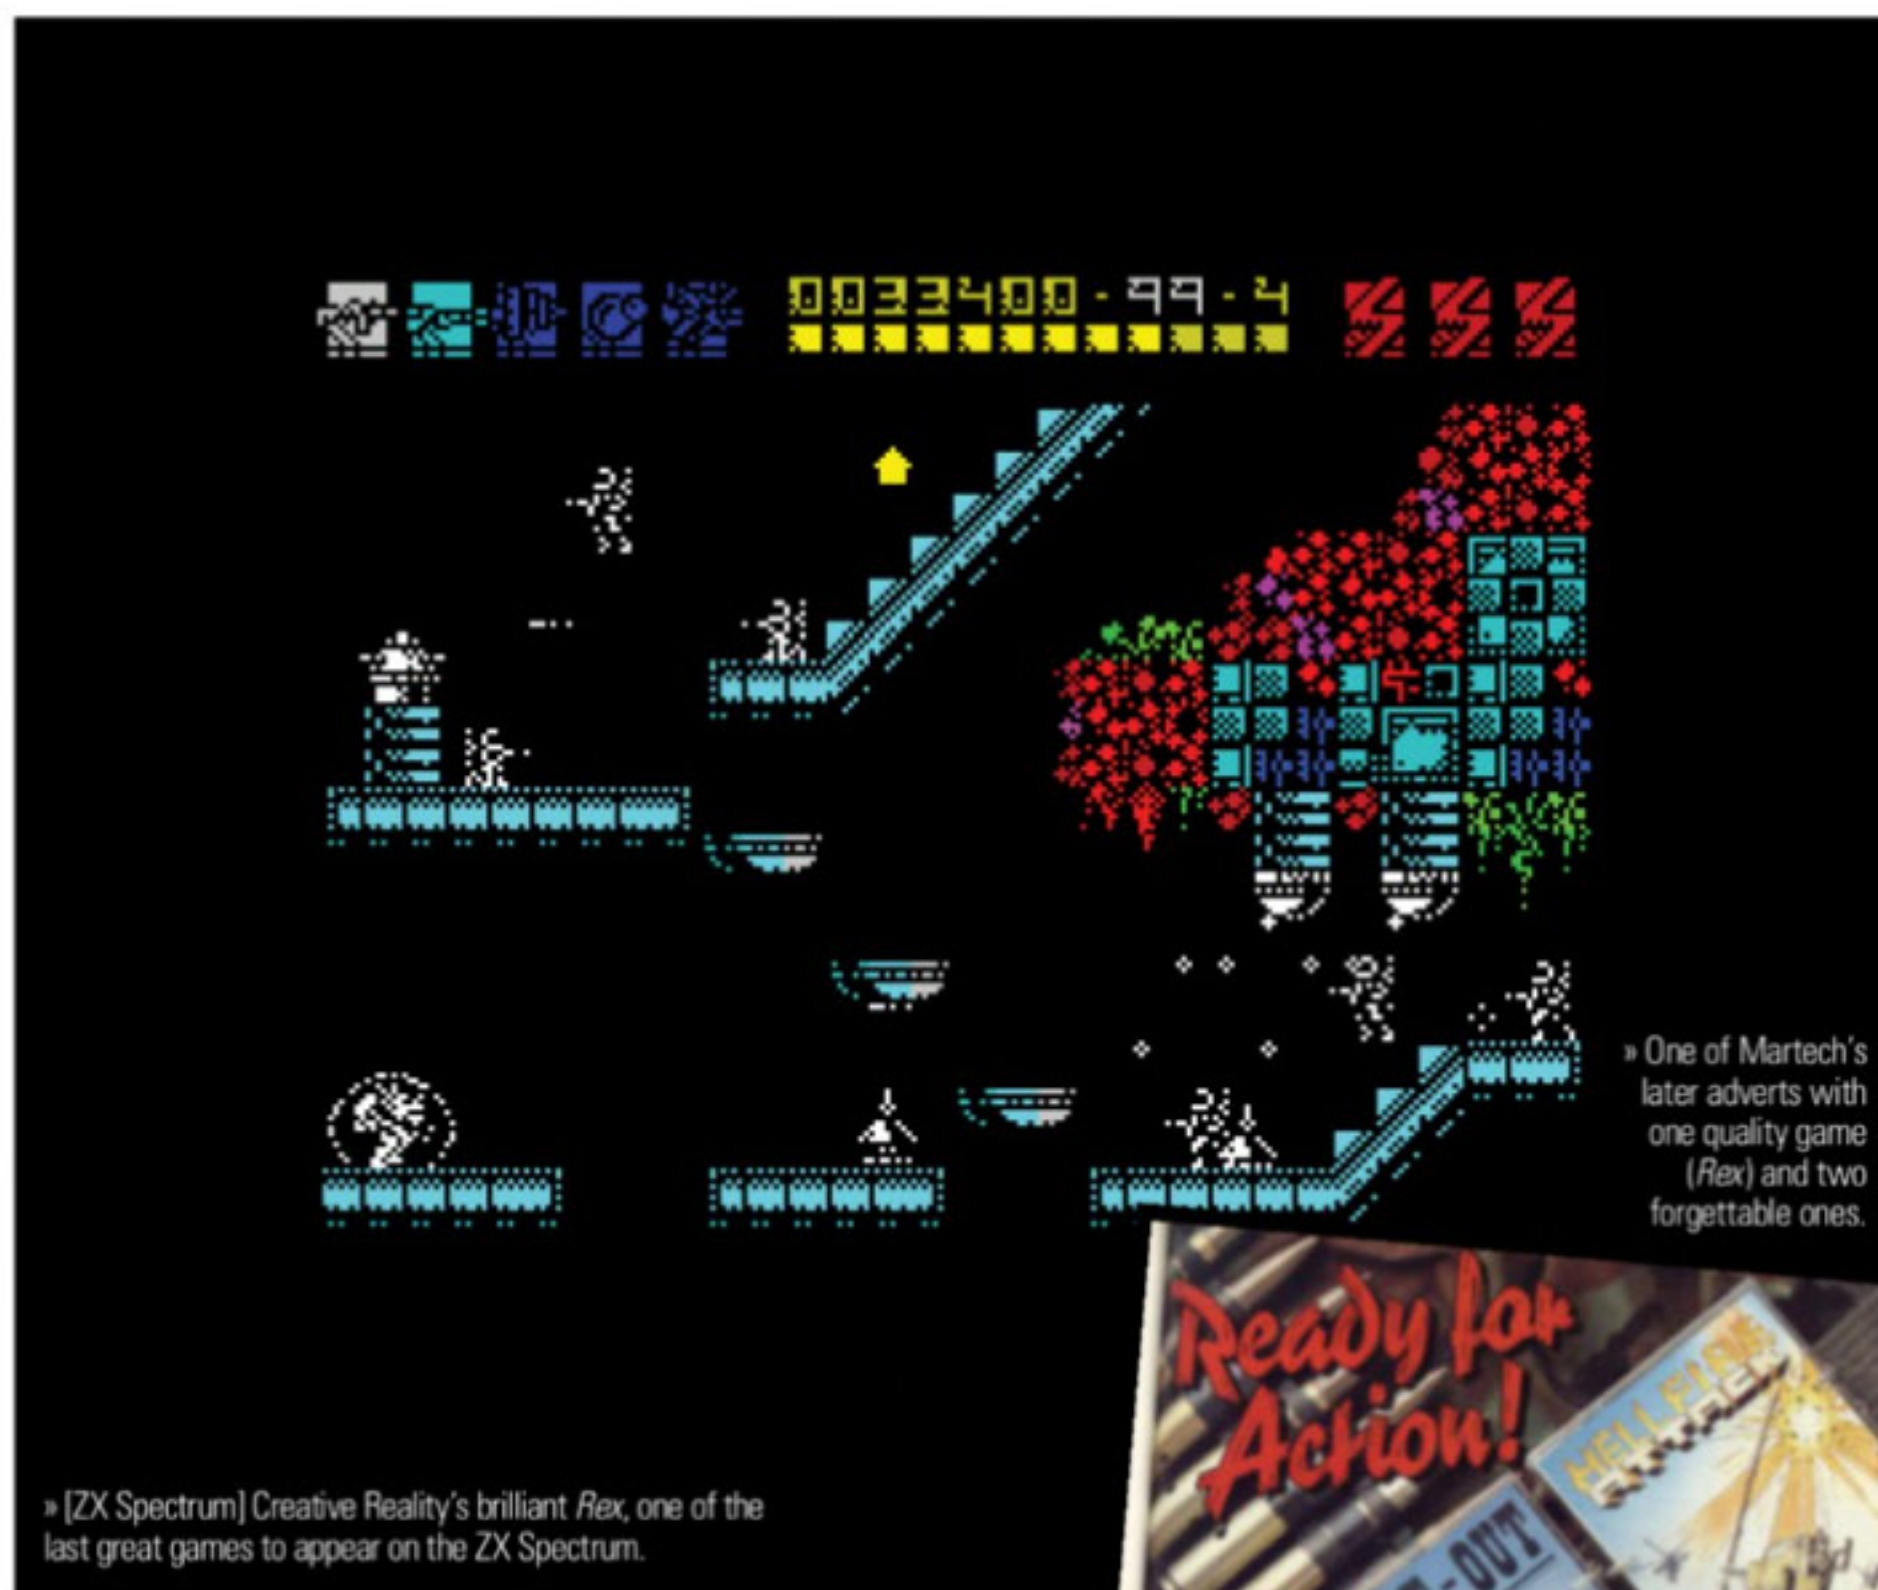 0033400-99-4
» One of Martech's
later adverts with
one quality game
(Rex) and two
forgettable ones.
Ready for
Action!
HELLFIRE
-OUT
» [ZX Spectrum] Creative Reality's brilliant Rex, one of the
last great games to appear on the ZX Spectrum.